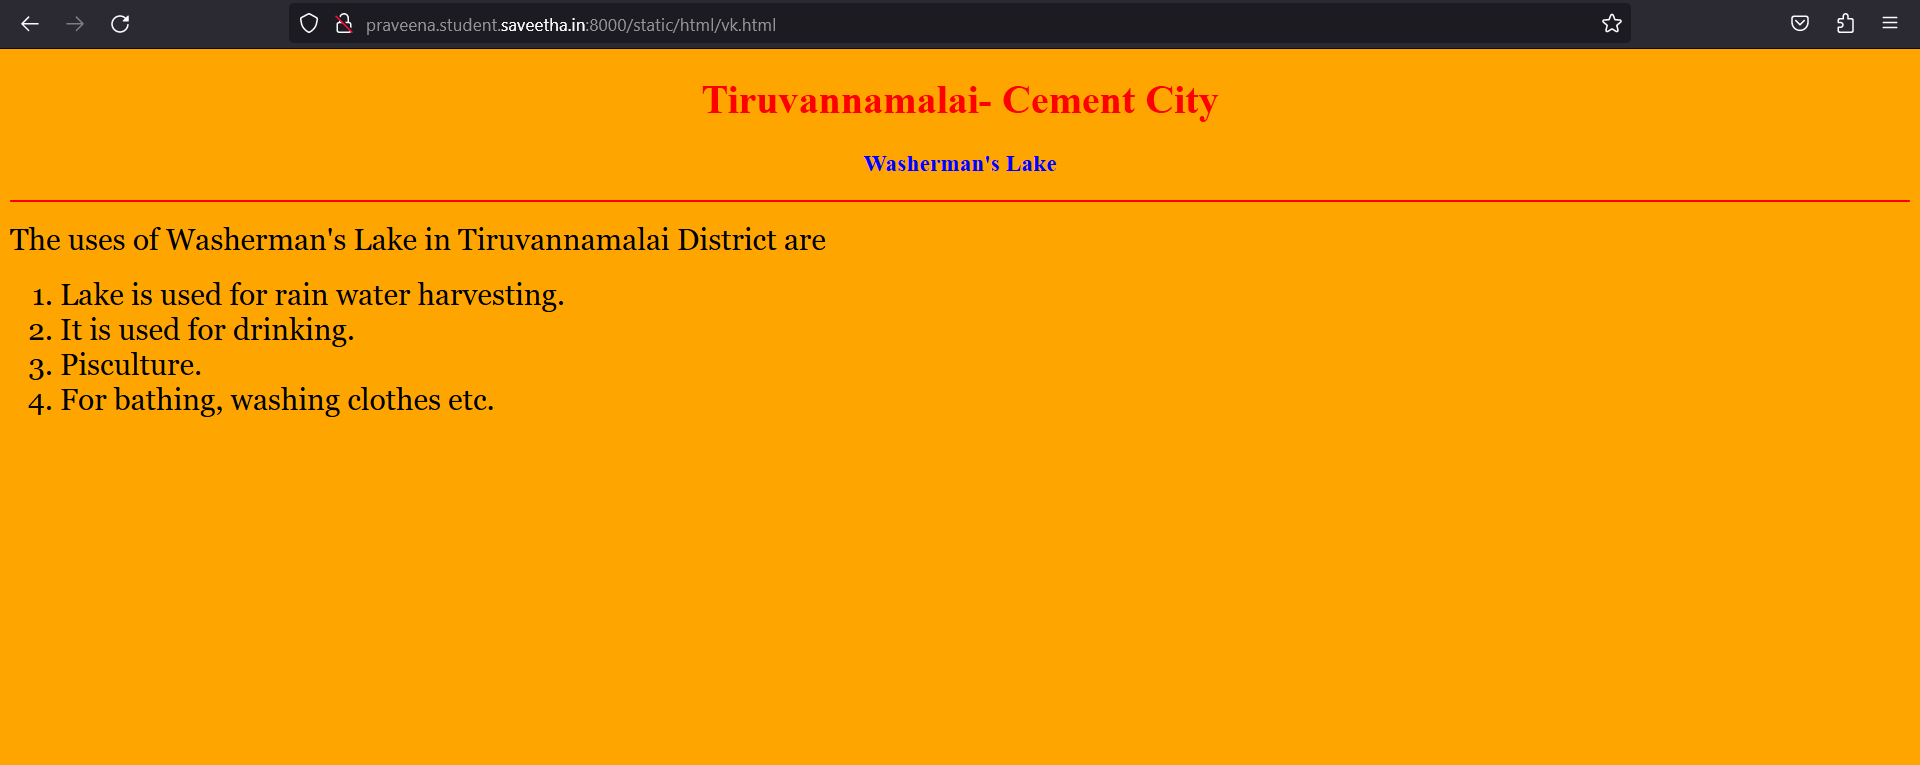 praveena.student.saveetha.in:8000/static/html/vk.html
Tiruvannamalai- Cement City
Washerman's Lake
The uses of Washerman's Lake in Tiruvannamalai District are
1. Lake is used for rain water harvesting.
2. It is used for drinking.
3. Pisculture.
4. For bathing, washing clothes etc.